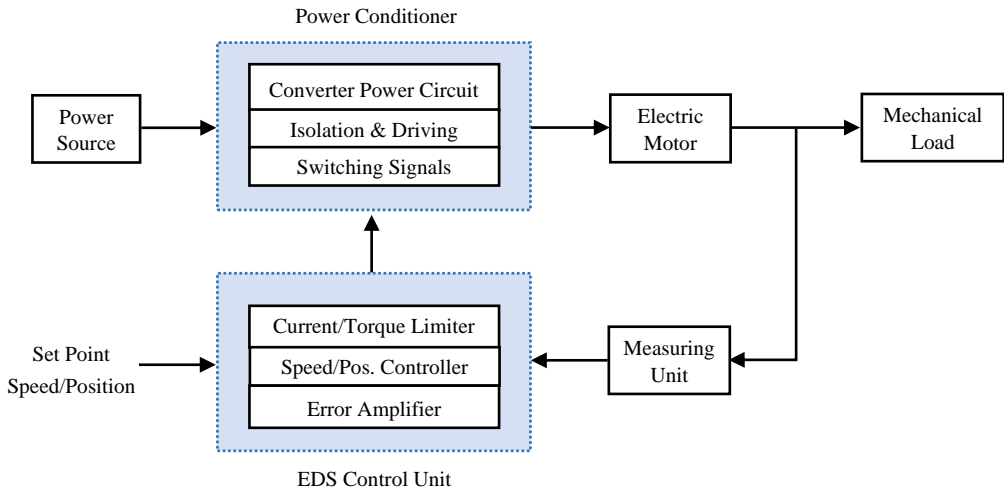 Power Conditioner
Converter Power Circuit
Isolation & Driving
Switching Signals
Power
Source
Electric
Motor
Mechanical
Load
Current/Torque Limiter
Speed/Pos. Controller
Error Amplifier
Set Point
Speed/Position
Measuring
Unit
EDS Control Unit